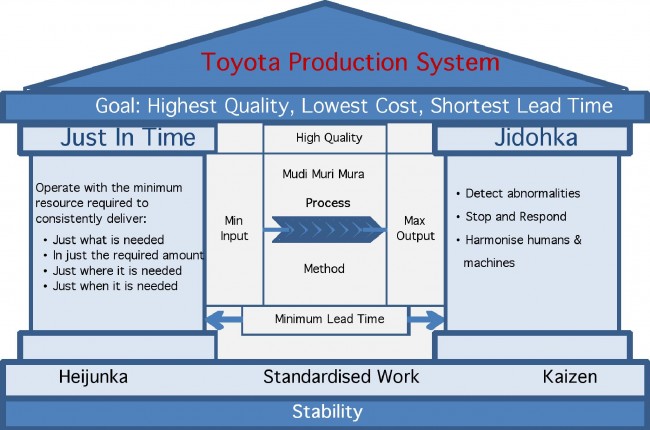 Toyota Production System
Goal: Highest Quality, Lowest Cost, Shortest Lead Time
Just In Time
High Quality
Jidohka
Operate with the minimum
resource required to
consistently deliver:
• Just what is needed
• In just the required amount
• Just where it is needed
• Just when it is needed
Min
Input
Mudi Muri Mura
Process
Method
Max
Output
• Detect abnormalities
• Stop and Respond
• Harmonise humans &
machines
Minimum Lead Time
Heijunka
Standardised Work
Kaizen
Stability